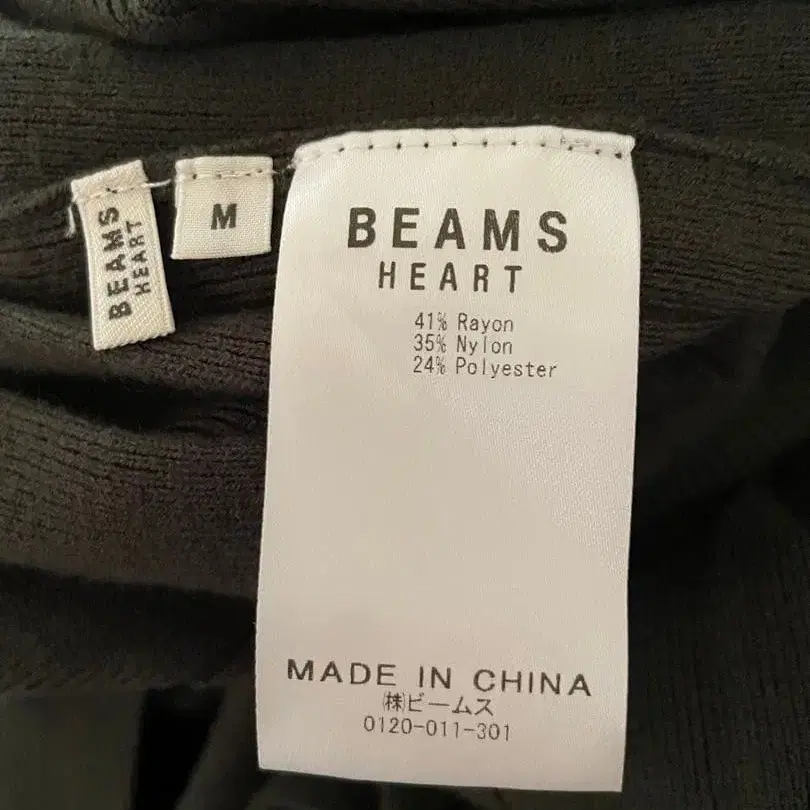 BEAMS
HEART
M
BEAMS
HEART
41% Rayon
35% Nylon
24% Polyester
MADE IN CHINA
㈱ビームス
0120-011-301